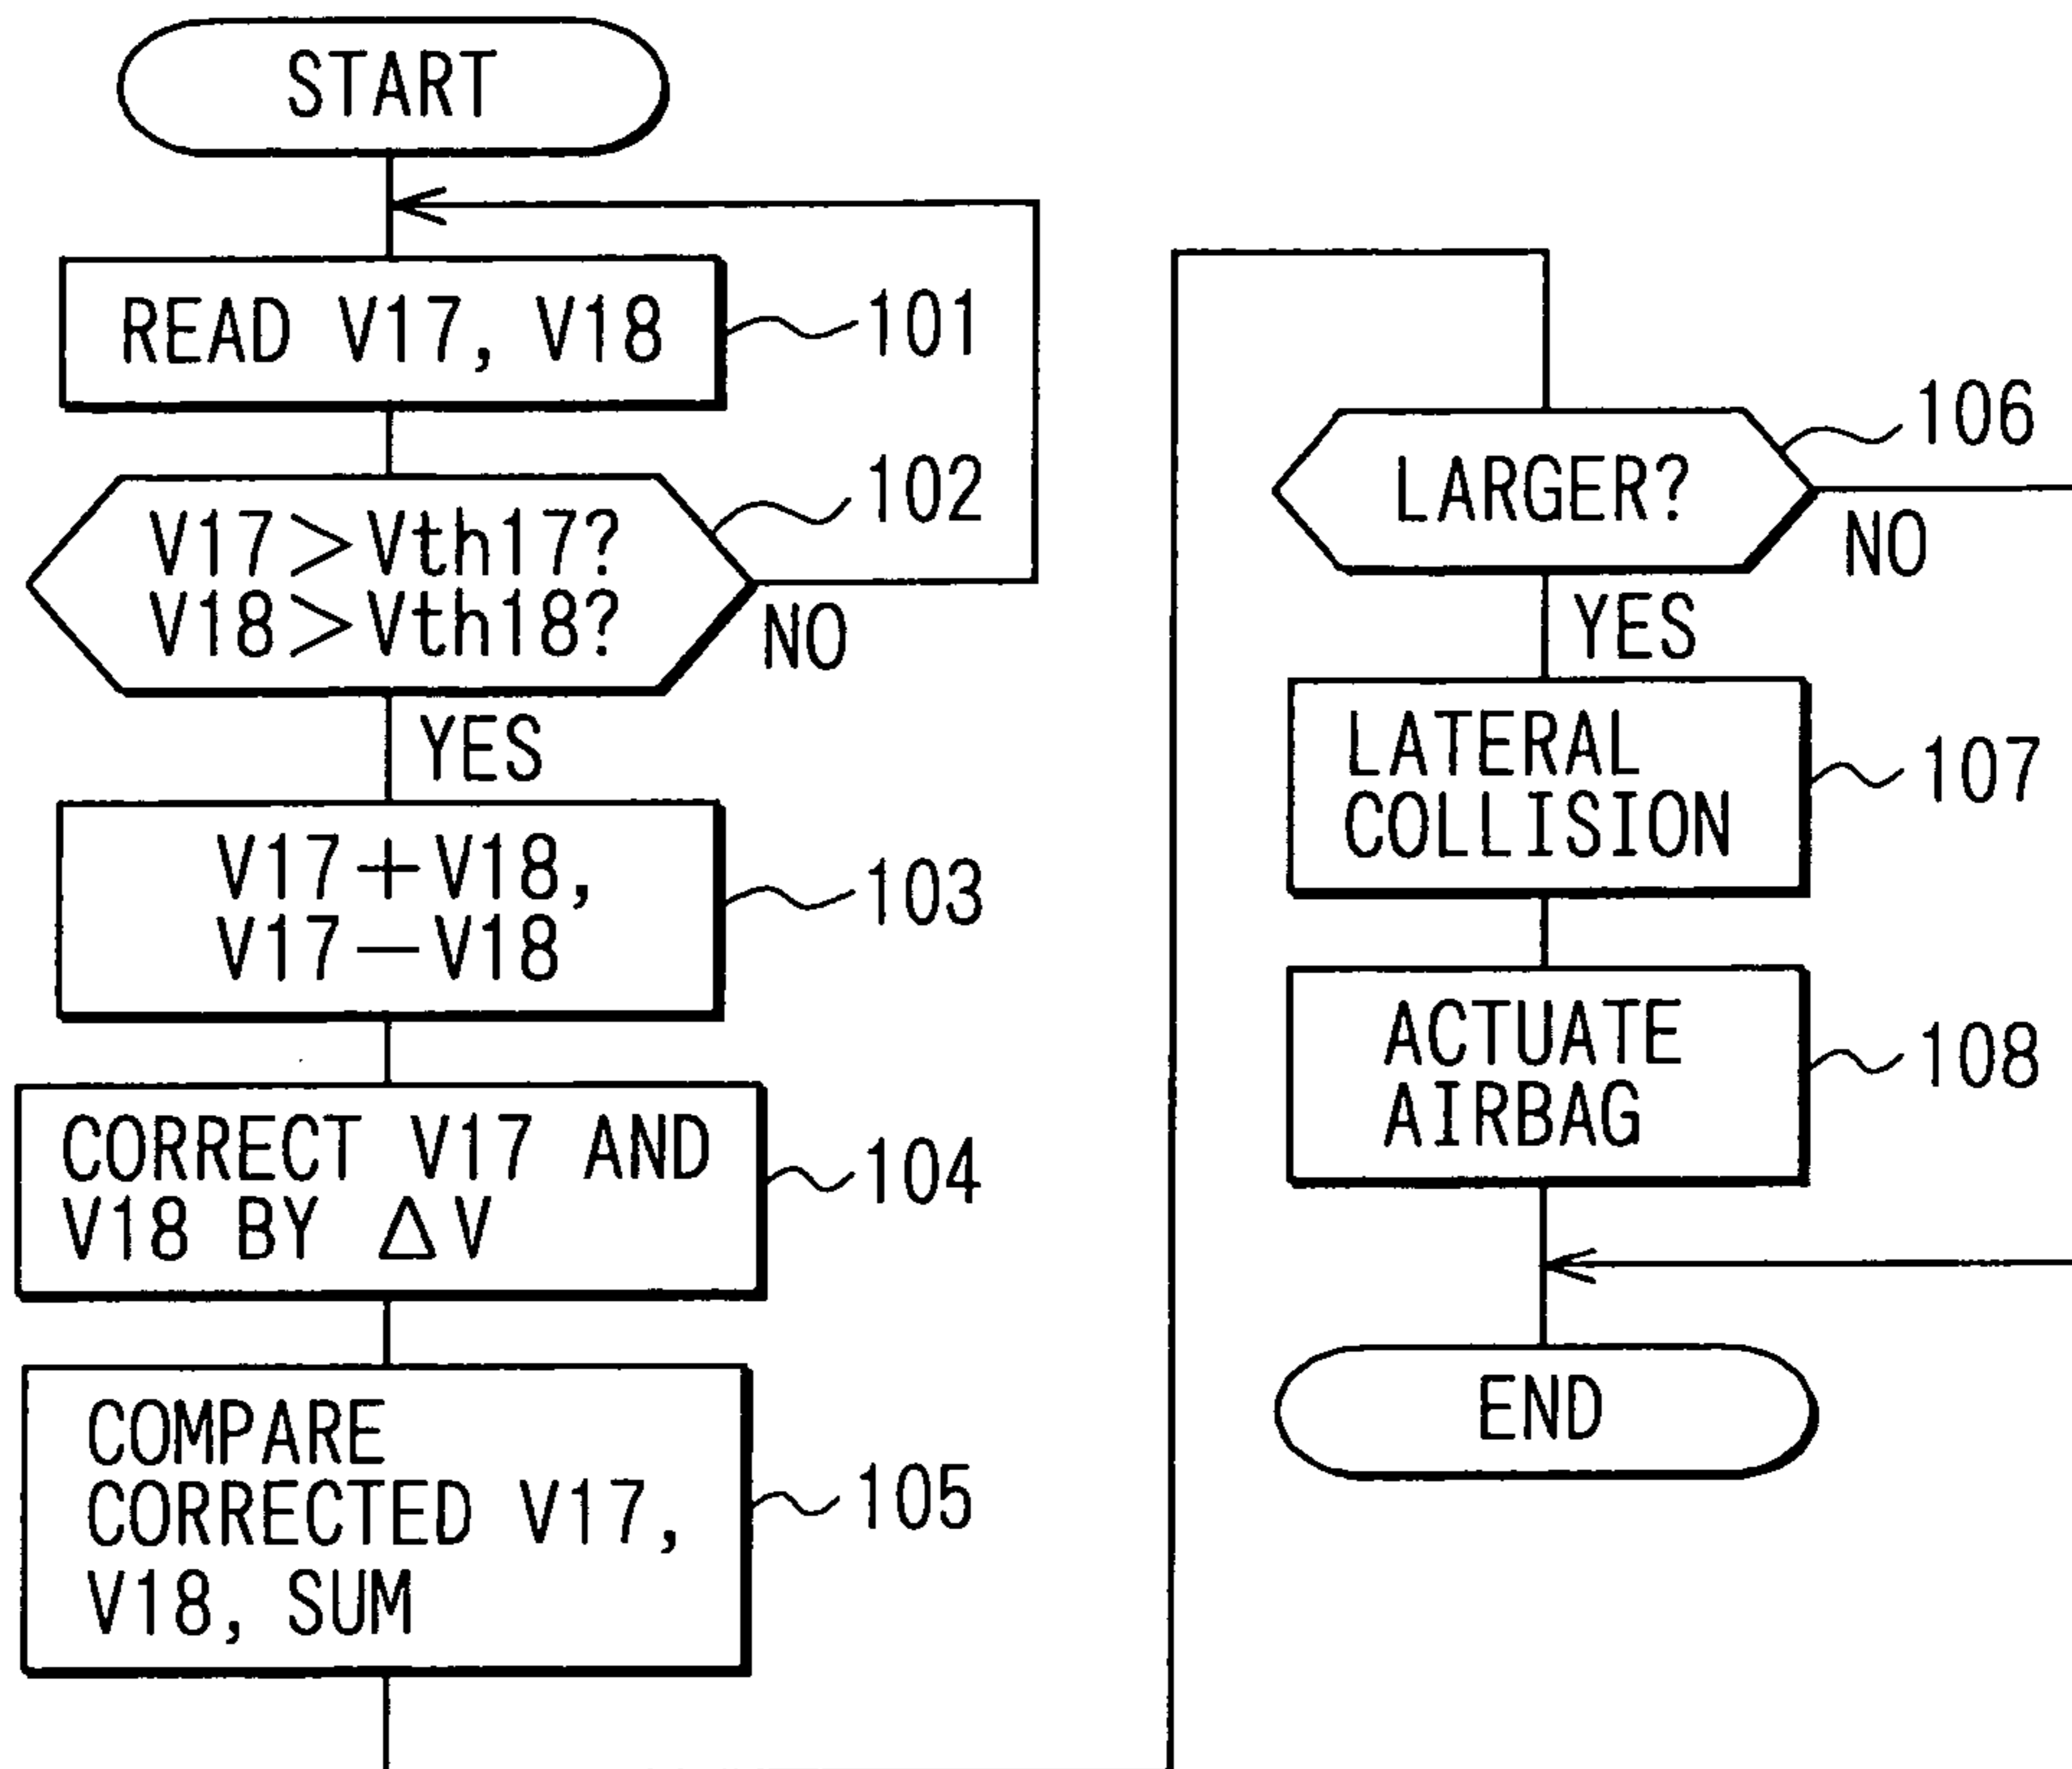 START
READ V17, V18
101
V17>Vth17?
V18>Vth18?
102
NO
YES
V17+V18,
V17-V18
103
CORRECT V17 AND
V18 BY ΔV
104
COMPARE
CORRECTED V17,
V18, SUM
105
LARGER?
106
NO
YES
LATERAL
COLLISION
107
ACTUATE
AIRBAG
108
END